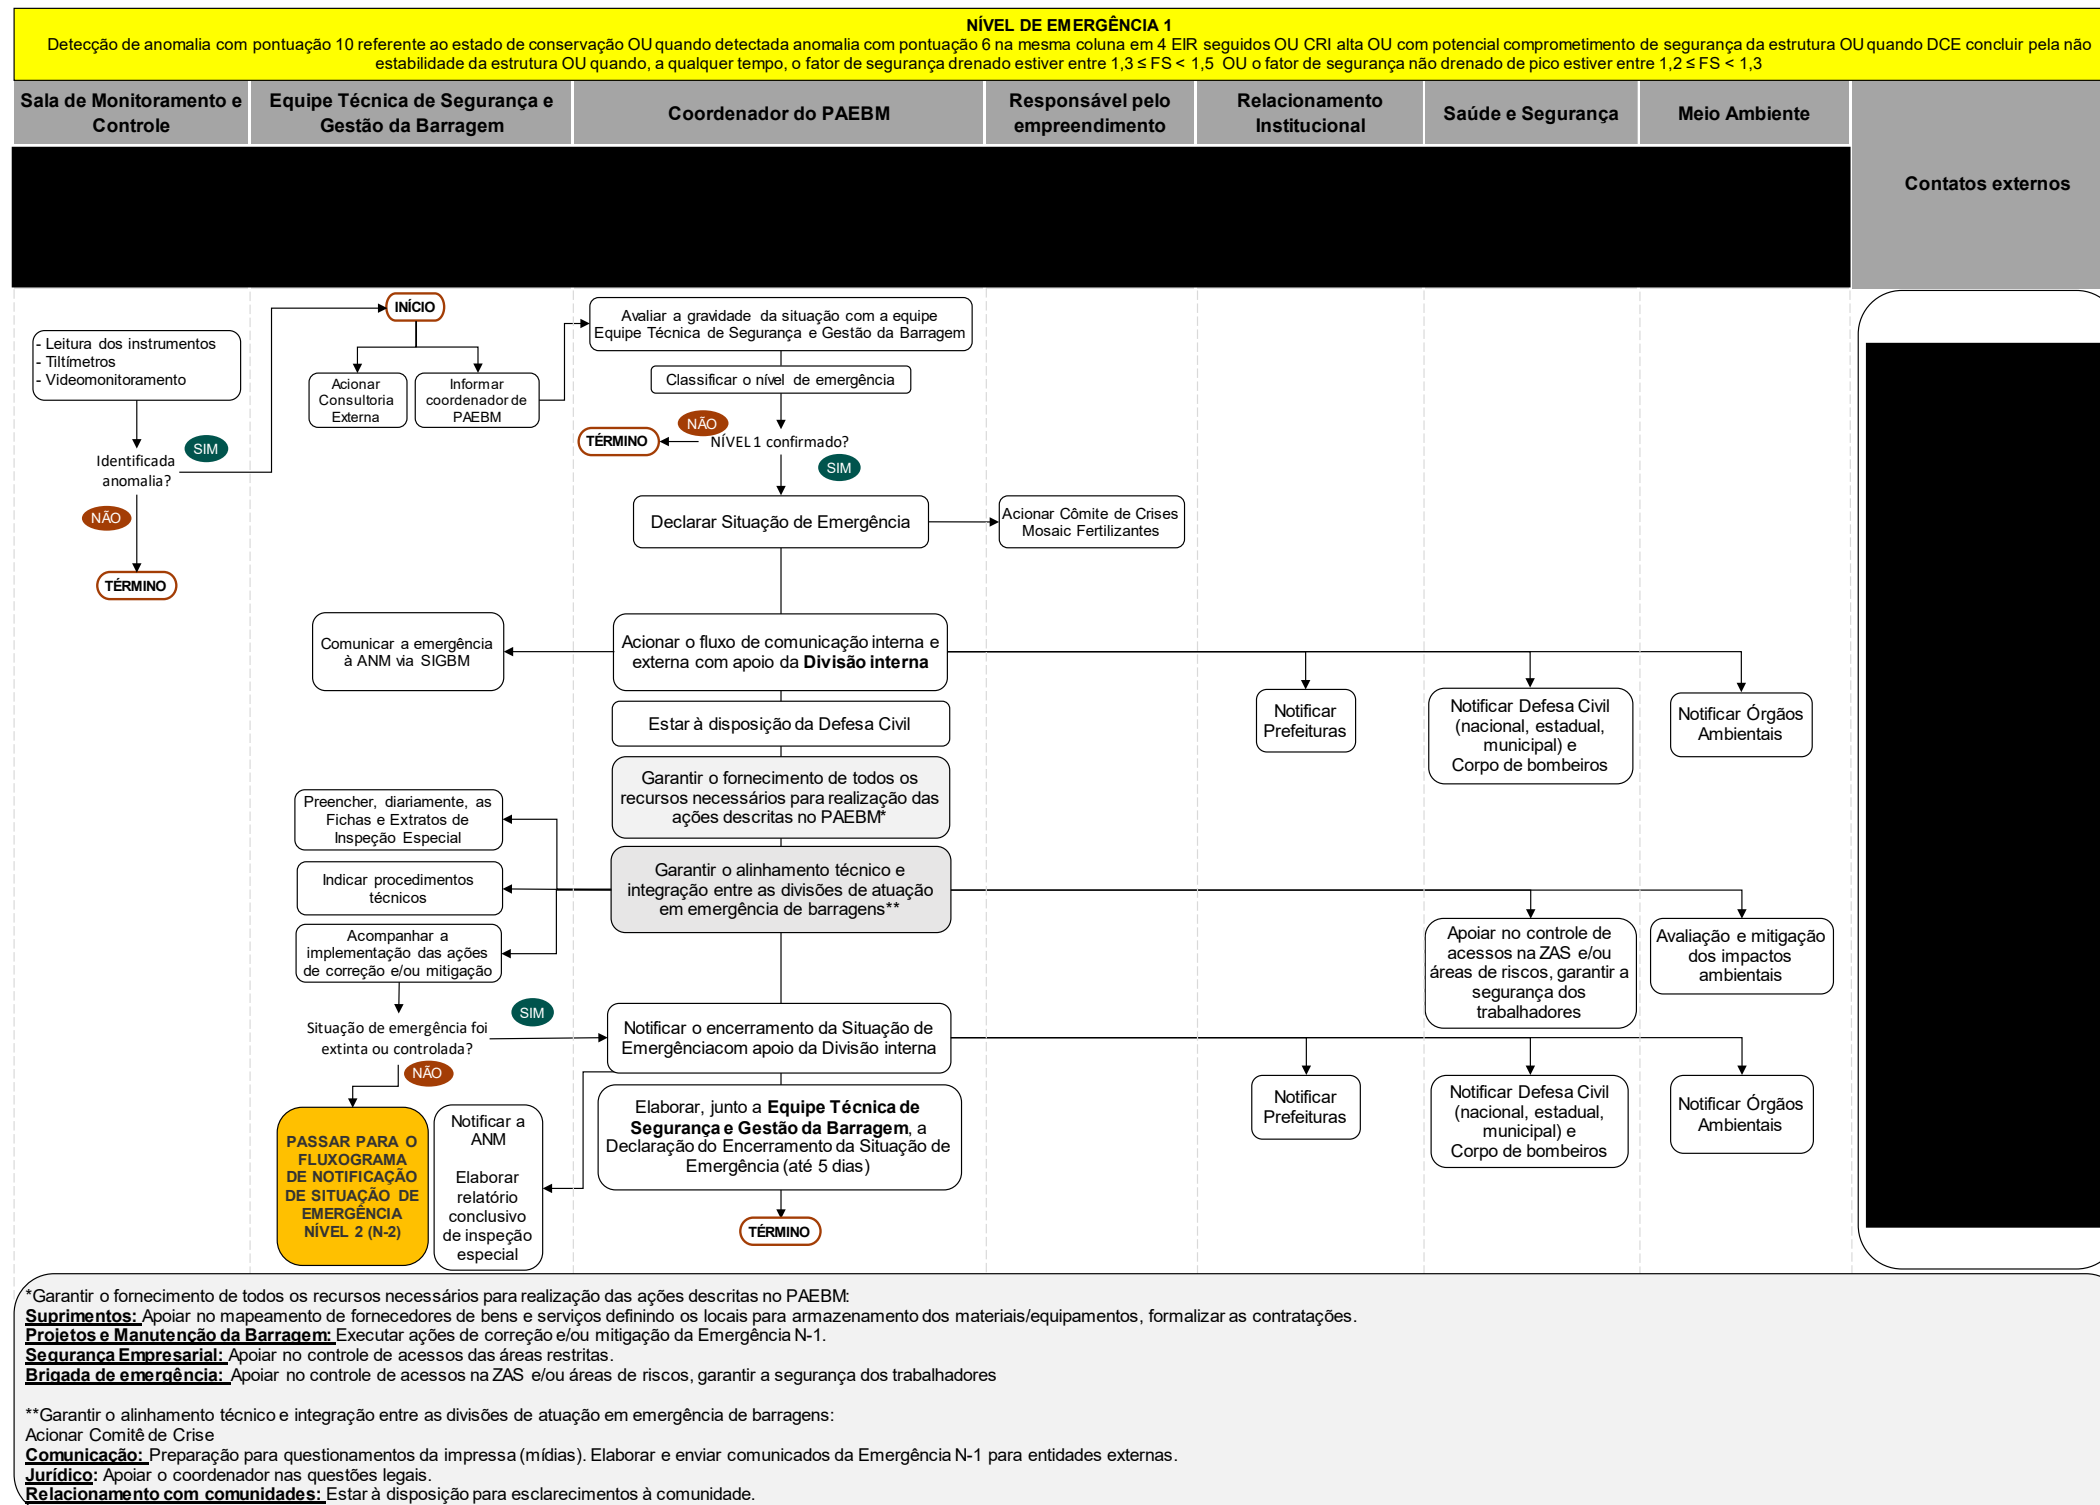 NÍVEL DE EMERGÊNCIA 1
Detecção de anomalia com pontuação 10 referente ao estado de conservação OU quando detectada anomalia com pontuação 6 na mesma coluna em 4 EIR seguidos OU CRI alta OU com potencial comprometimento de segurança da estrutura OU quando DCE concluir pela não
estabilidade da estrutura OU quando, a qualquer tempo, o fator de segurança drenado estiver entre 1,3 ≤ FS < 1,5 OU o fator de segurança não drenado de pico estiver entre 1,2 ≤ FS < 1,3
Sala de Monitoramento e
Controle
Equipe Técnica de Segurança e
Gestão da Barragem
Coordenador do PAEBM
Responsável pelo
empreendimento
Relacionamento
Institucional
Saúde e Segurança
Meio Ambiente
Contatos externos
- Leitura dos instrumentos
- Tiltímetros
- Videomonitoramento
Identificada
anomalia?
SIM
NÃO
TÉRMINO
INÍCIO
Acionar
Consultoria
Externa
Informar
coordenador de
PAEBM
Avaliar a gravidade da situação com a equipe
Equipe Técnica de Segurança e Gestão da Barragem
Classificar o nível de emergência
NÃO
TÉRMINO
NÍVEL 1 confirmado?
SIM
Declarar Situação de Emergência
Acionar Cômite de Crises
Mosaic Fertilizantes
Comunicar a emergência
à ANM via SIGBM
Acionar o fluxo de comunicação interna e
externa com apoio da Divisão interna
Notificar
Prefeituras
Notificar Defesa Civil
(nacional, estadual,
municipal) e
Corpo de bombeiros
Notificar Órgãos
Ambientais
Estar à disposição da Defesa Civil
Garantir o fornecimento de todos os
recursos necessários para realização das
ações descritas no PAEBM*
Preencher, diariamente, as
Fichas e Extratos de
Inspeção Especial
Indicar procedimentos
técnicos
Acompanhar a
implementação das ações
de correção e/ou mitigação
Garantir o alinhamento técnico e
integração entre as divisões de atuação
em emergência de barragens**
Apoiar no controle de
acessos na ZAS e/ou
áreas de riscos, garantir a
segurança dos
trabalhadores
Avaliação e mitigação
dos impactos
ambientais
Situação de emergência foi
extinta ou controlada?
SIM
NÃO
Notificar o encerramento da Situação de
Emergênciacom apoio da Divisão interna
Notificar
Prefeituras
Notificar Defesa Civil
(nacional, estadual,
municipal) e
Corpo de bombeiros
Notificar Órgãos
Ambientais
PASSAR PARA O
FLUXOGRAMA
DE NOTIFICAÇÃO
DE SITUAÇÃO DE
EMERGÊNCIA
NÍVEL 2 (N-2)
Notificar a
ANM
Elaborar
relatório
conclusivo
de inspeção
especial
Elaborar, junto a Equipe Técnica de
Segurança e Gestão da Barragem, a
Declaração do Encerramento da Situação de
Emergência (até 5 dias)
TÉRMINO
*Garantir o fornecimento de todos os recursos necessários para realização das ações descritas no PAEBM:
Suprimentos: Apoiar no mapeamento de fornecedores de bens e serviços definindo os locais para armazenamento dos materiais/equipamentos, formalizar as contratações.
Projetos e Manutenção da Barragem: Executar ações de correção e/ou mitigação da Emergência N-1.
Segurança Empresarial: Apoiar no controle de acessos das áreas restritas.
Brigada de emergência: Apoiar no controle de acessos na ZAS e/ou áreas de riscos, garantir a segurança dos trabalhadores
**Garantir o alinhamento técnico e integração entre as divisões de atuação em emergência de barragens:
Acionar Comitê de Crise
Comunicação: Preparação para questionamentos da impressa (mídias). Elaborar e enviar comunicados da Emergência N-1 para entidades externas.
Jurídico: Apoiar o coordenador nas questões legais.
Relacionamento com comunidades: Estar à disposição para esclarecimentos à comunidade.